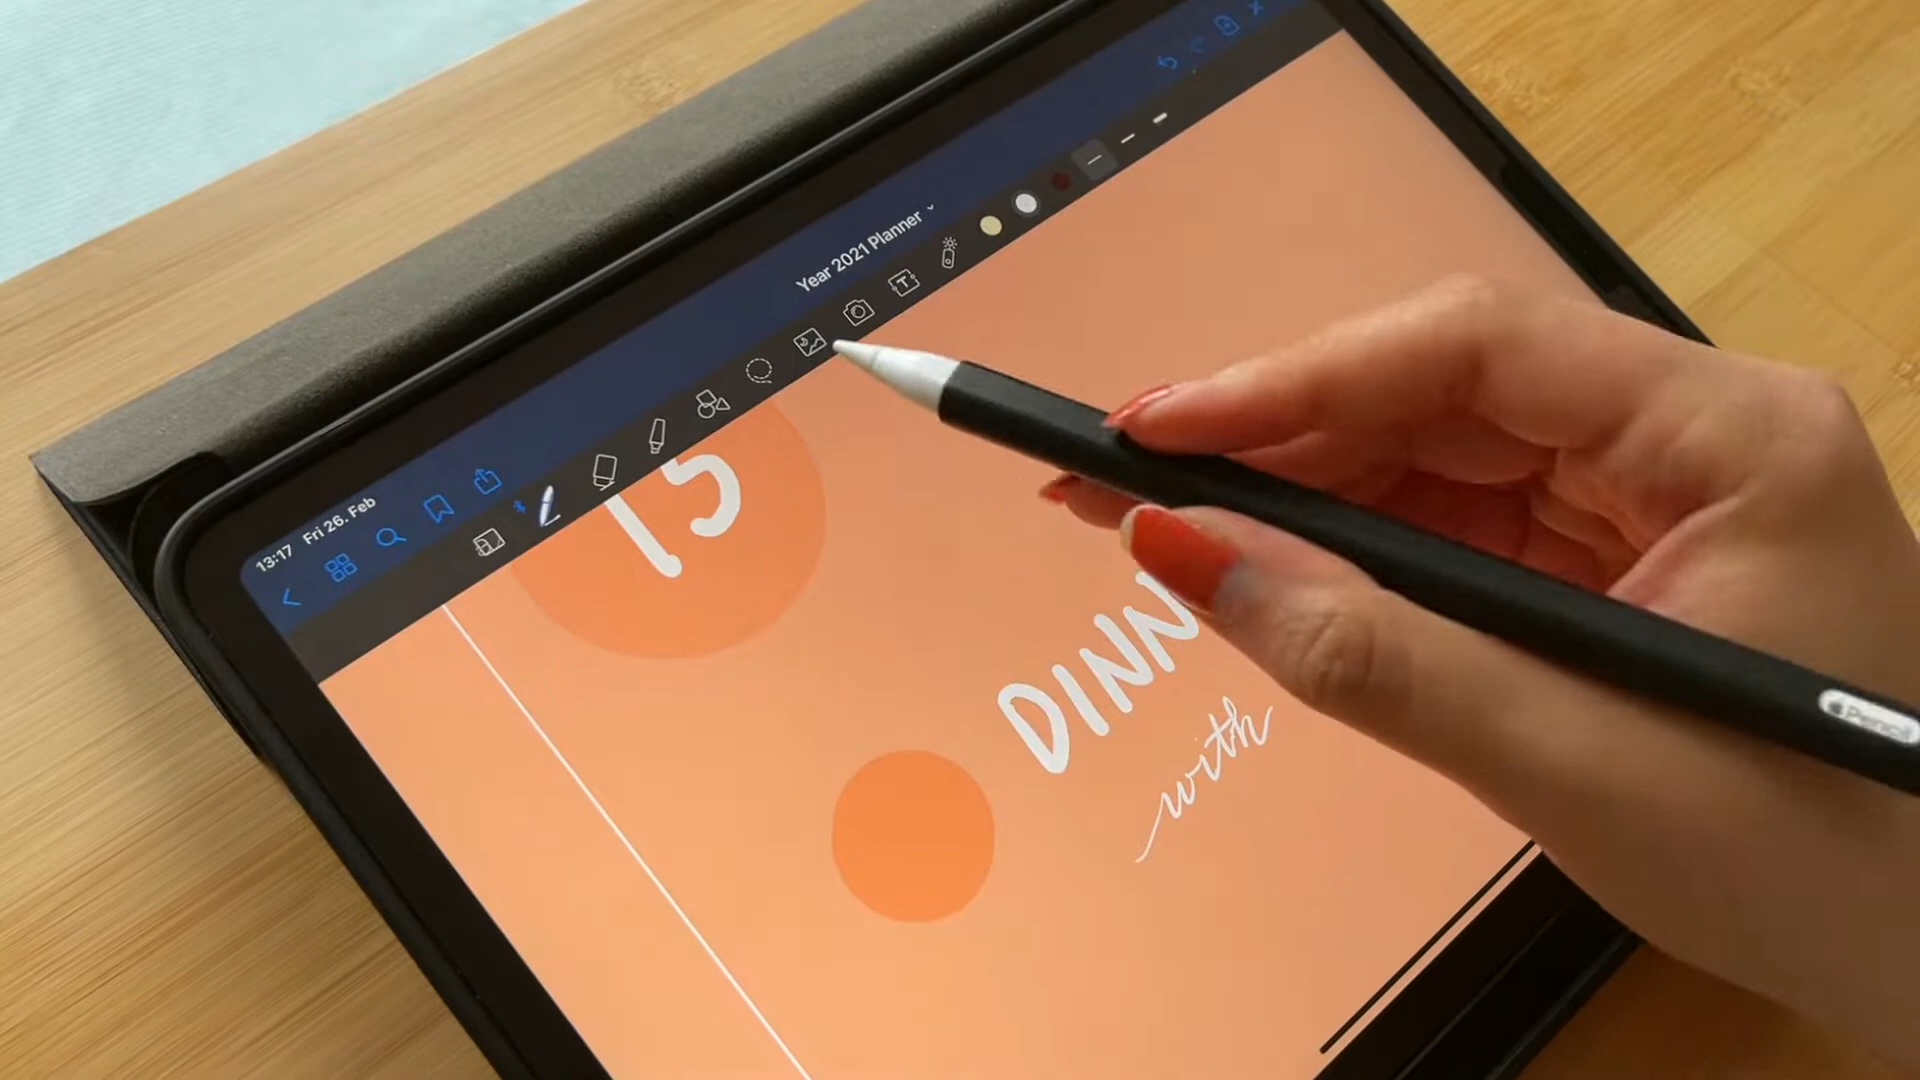 13:17 Fri 26. Feb
Year 2021 Planner
15
DINN
with
Pencil